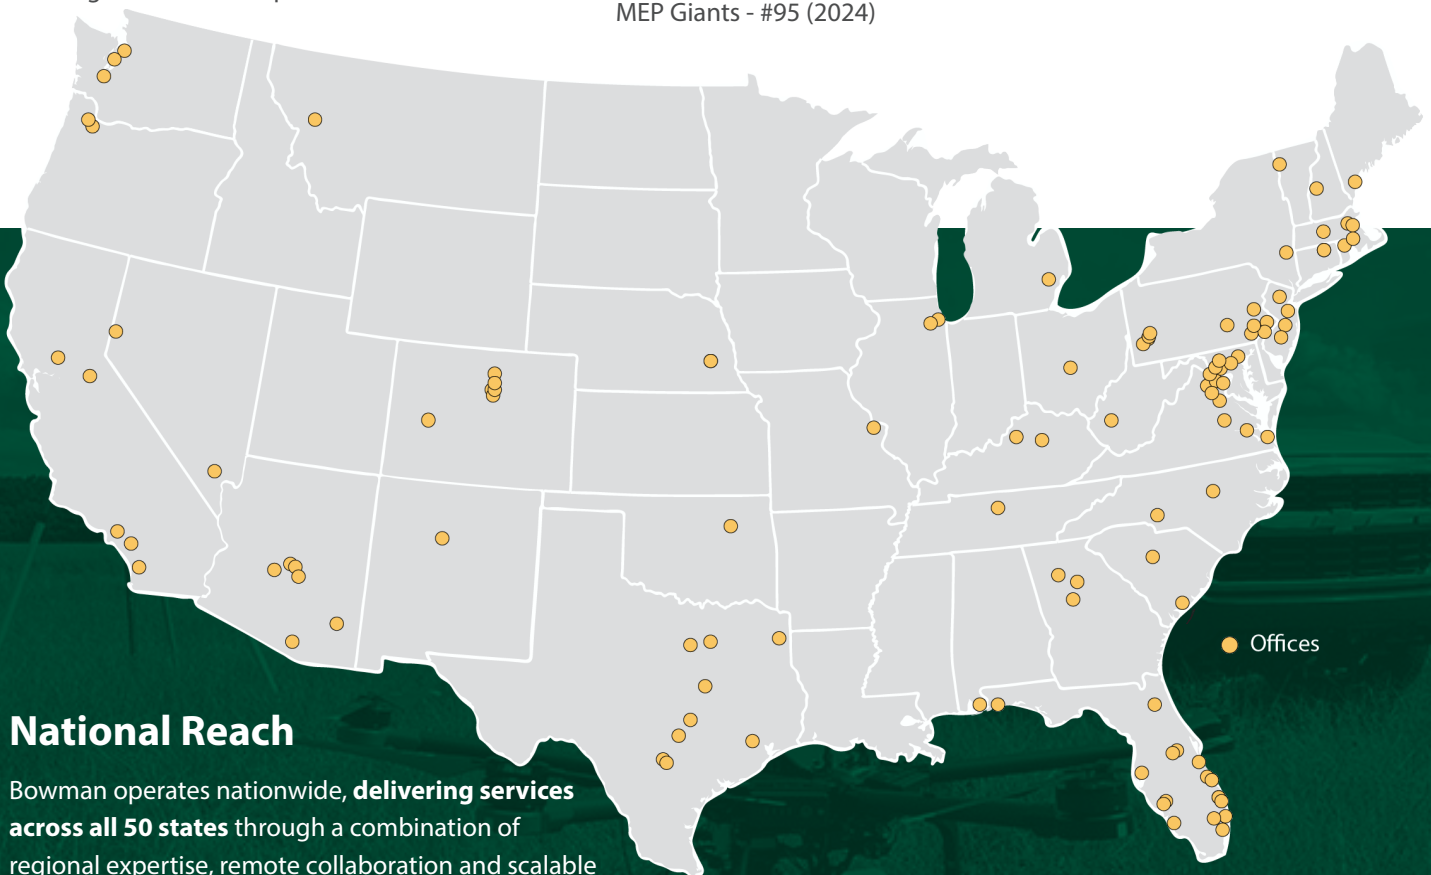 MEP Giants - #95 (2024)
Offices
National Reach
Bowman operates nationwide, delivering services
across all 50 states through a combination of
regional expertise, remote collaboration and scalable